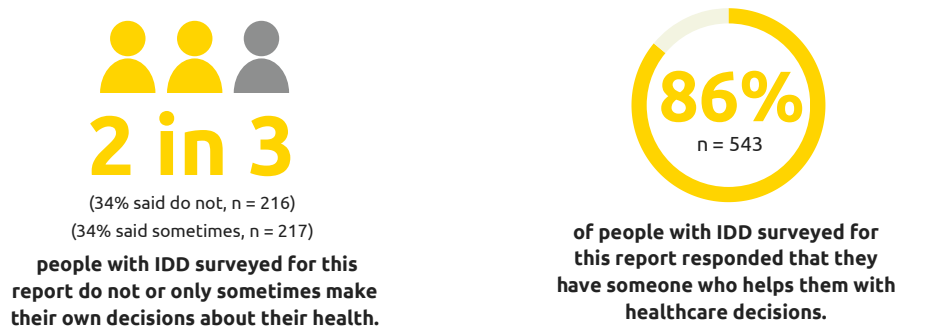 2 in 3
(34% said do not, n = 216)
(34% said sometimes, n = 217)
people with IDD surveyed for this
report do not or only sometimes make
their own decisions about their health.
86%
n = 543
of people with IDD surveyed for
this report responded that they
have someone who helps them with
healthcare decisions.